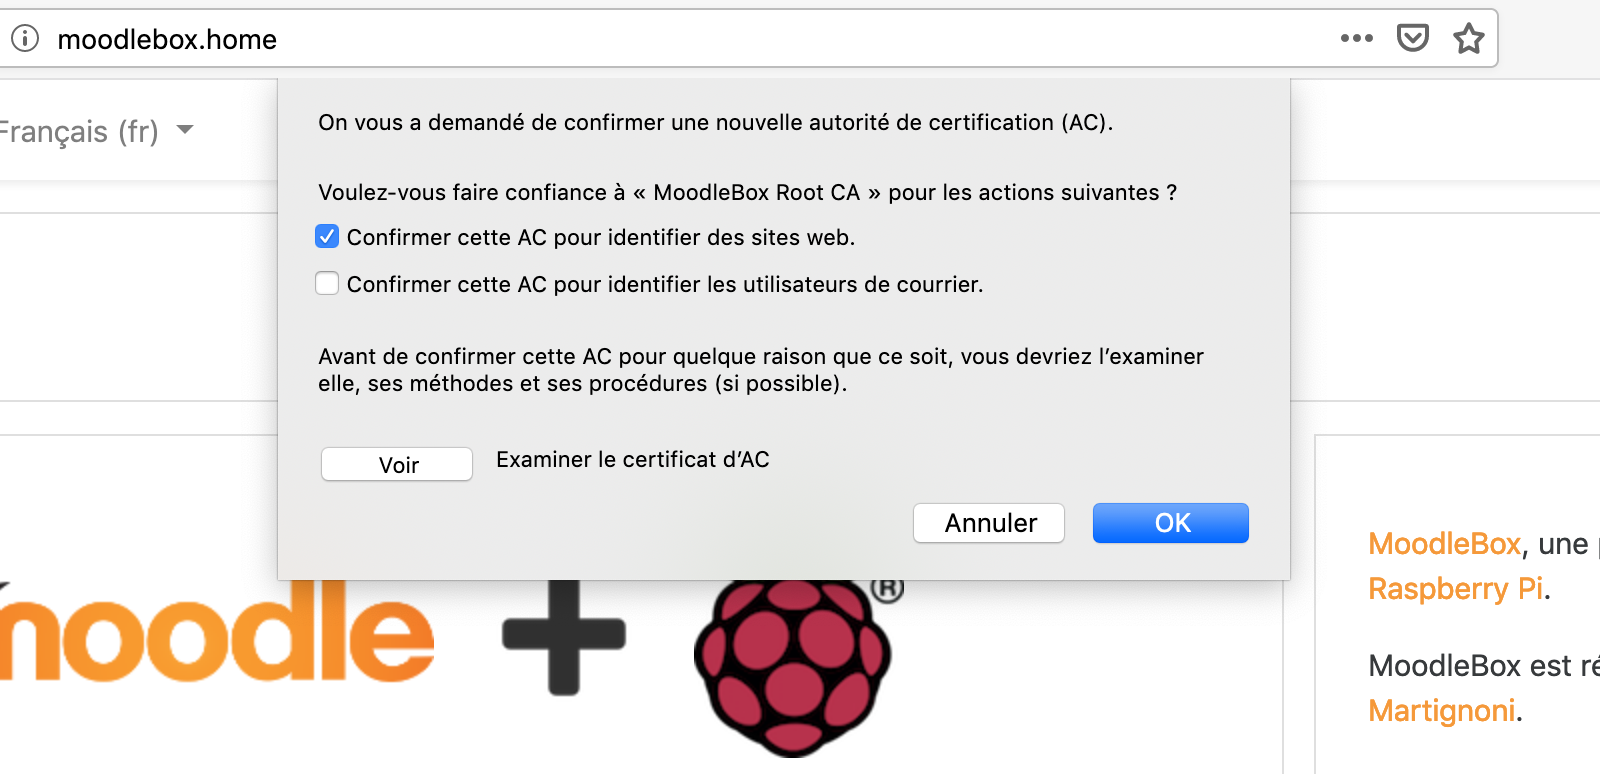 moodlebox.home
Français (fr)
On vous a demandé de confirmer une nouvelle autorité de certification (AC).
Voulez-vous faire confiance à « MoodleBox Root CA » pour les actions suivantes ?
Confirmer cette AC pour identifier des sites web.
Confirmer cette AC pour identifier les utilisateurs de courrier.
Avant de confirmer cette AC pour quelque raison que ce soit, vous devriez l’examiner
elle, ses méthodes et ses procédures (si possible).
Voir
Examiner le certificat d’AC
Annuler
OK
moodle
®
MoodleBox, une
Raspberry Pi.
MoodleBox est
Martignoni.